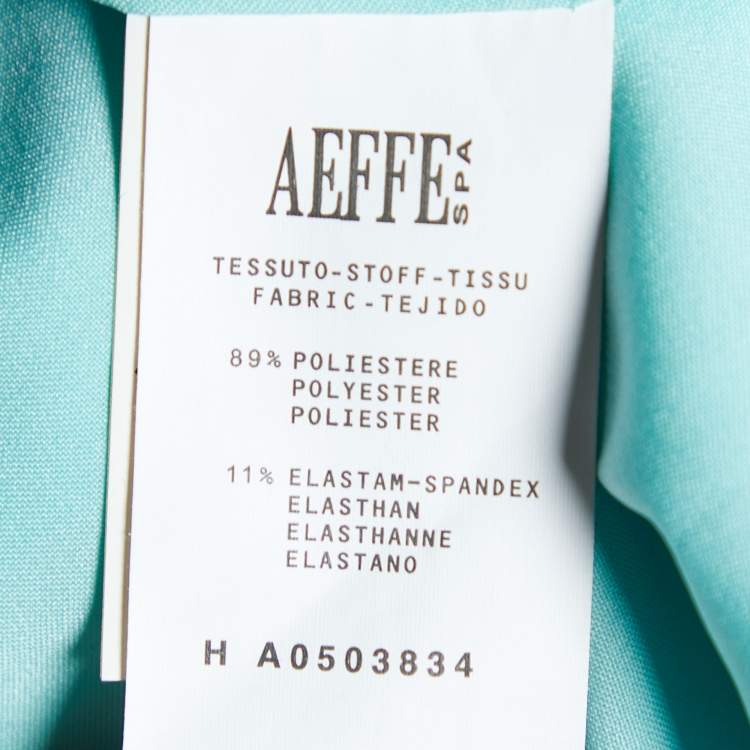 AEFFE SPA
TESSUTO-STOFF-TISSU
FABRIC-TEJIDO
89% POLIESTERE
POLYESTER
POLIESTER
11% ELASTAM-SPANDEX
ELASTHAN
ELASTHANNE
ELASTANO
H A0503834